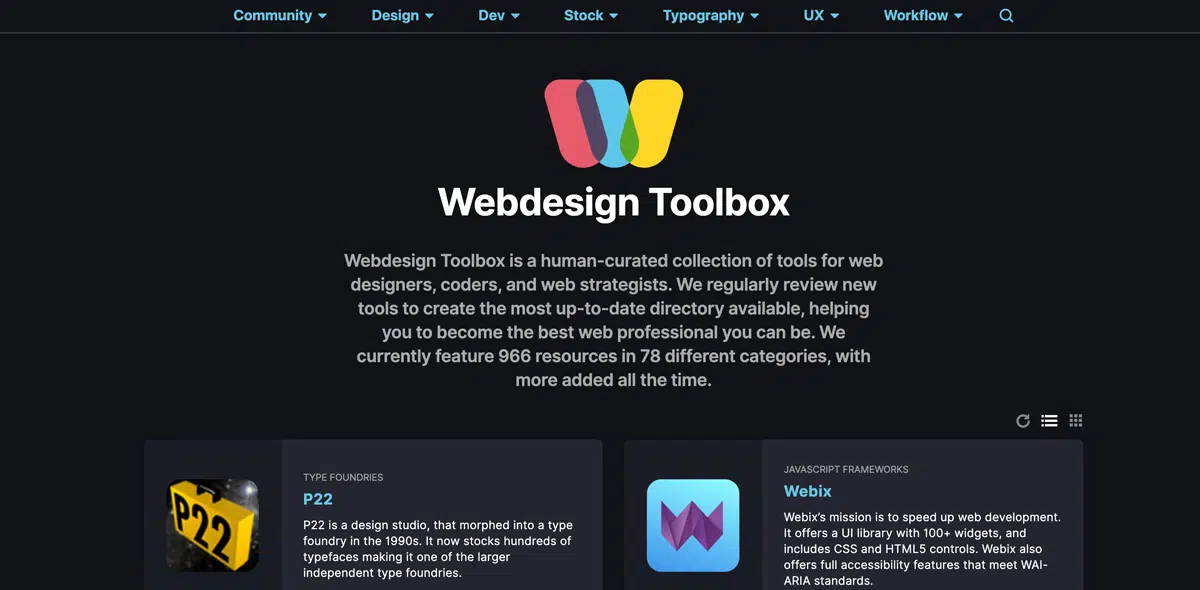 Community
Design
Dev
Stock
Typography
UX
Workflow
Webdesign Toolbox
Webdesign Toolbox is a human-curated collection of tools for web
designers, coders, and web strategists. We regularly review new
tools to create the most up-to-date directory available, helping
you to become the best web professional you can be. We
currently feature 966 resources in 78 different categories, with
more added all the time.
P22
TYPE FOUNDRIES
P22
P22 is a design studio, that morphed into a type
foundry in the 1990s. It now stocks hundreds of
typefaces making it one of the larger
independent type foundries.
JAVASCRIPT FRAMEWORKS
Webix
Webix’s mission is to speed up web development.
It offers a UI library with 100+ widgets, and
includes CSS and HTML5 controls. Webix also
offers full accessibility features that meet WAI-
ARIA standards.